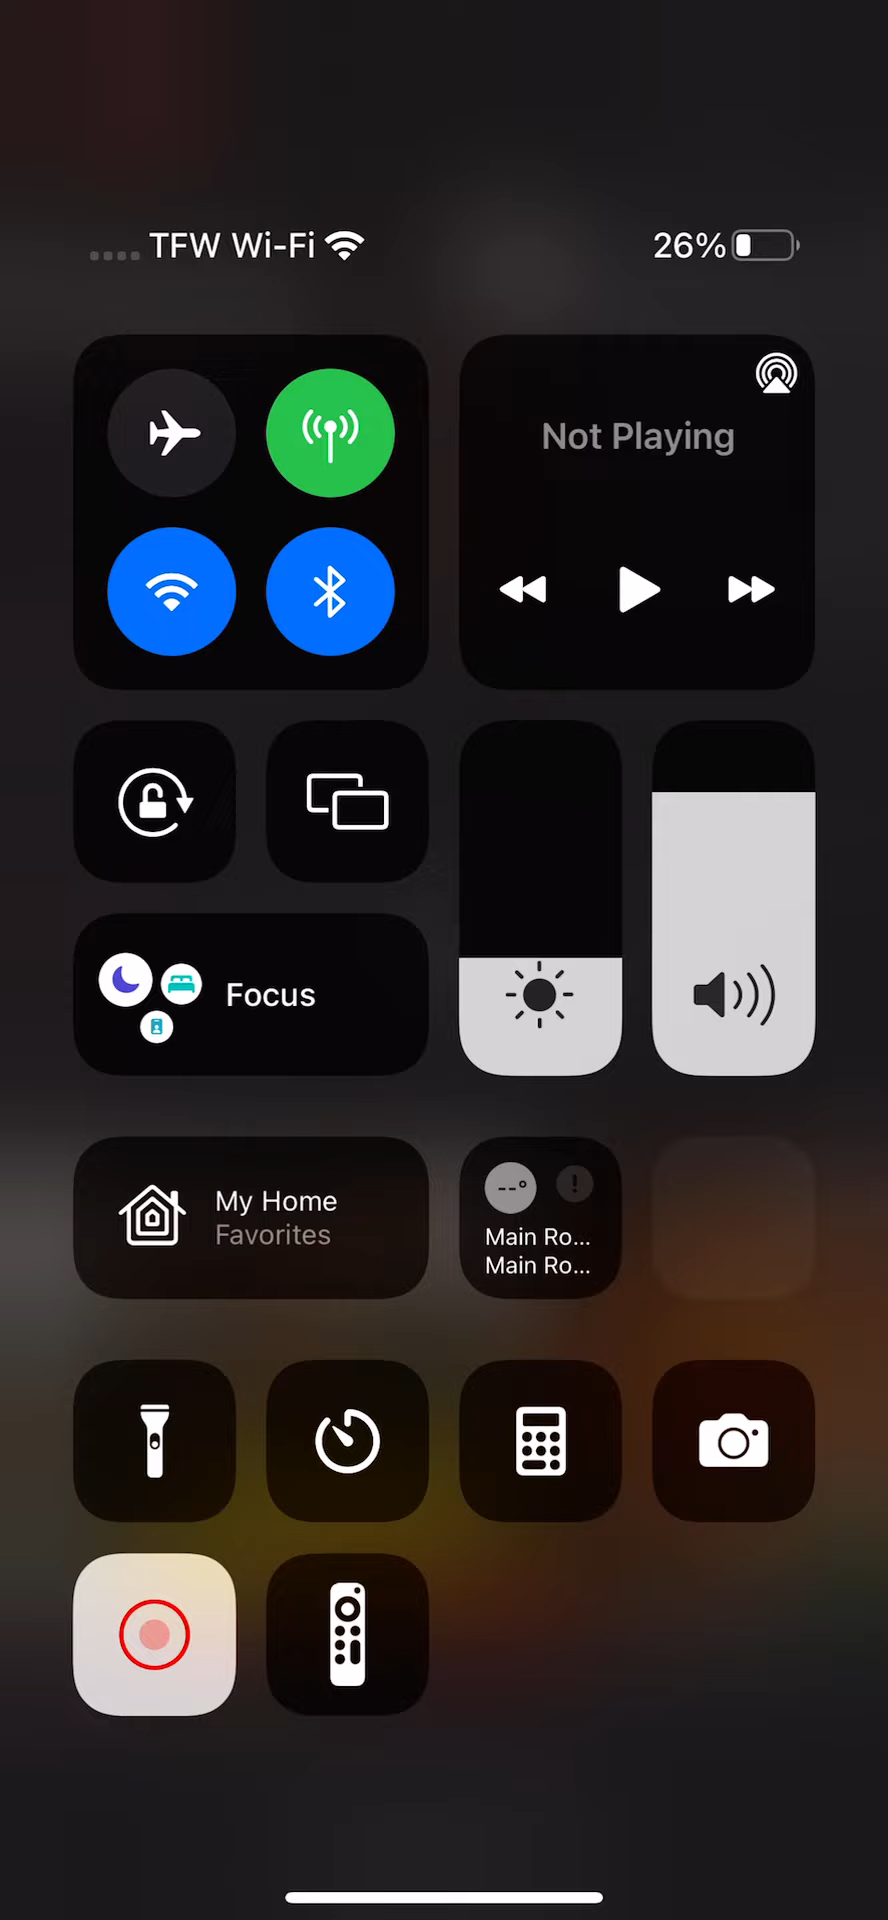 TFW Wi-Fi
26%
Not Playing
Focus
My Home
Favorites
--°
!
Main Ro...
Main Ro...